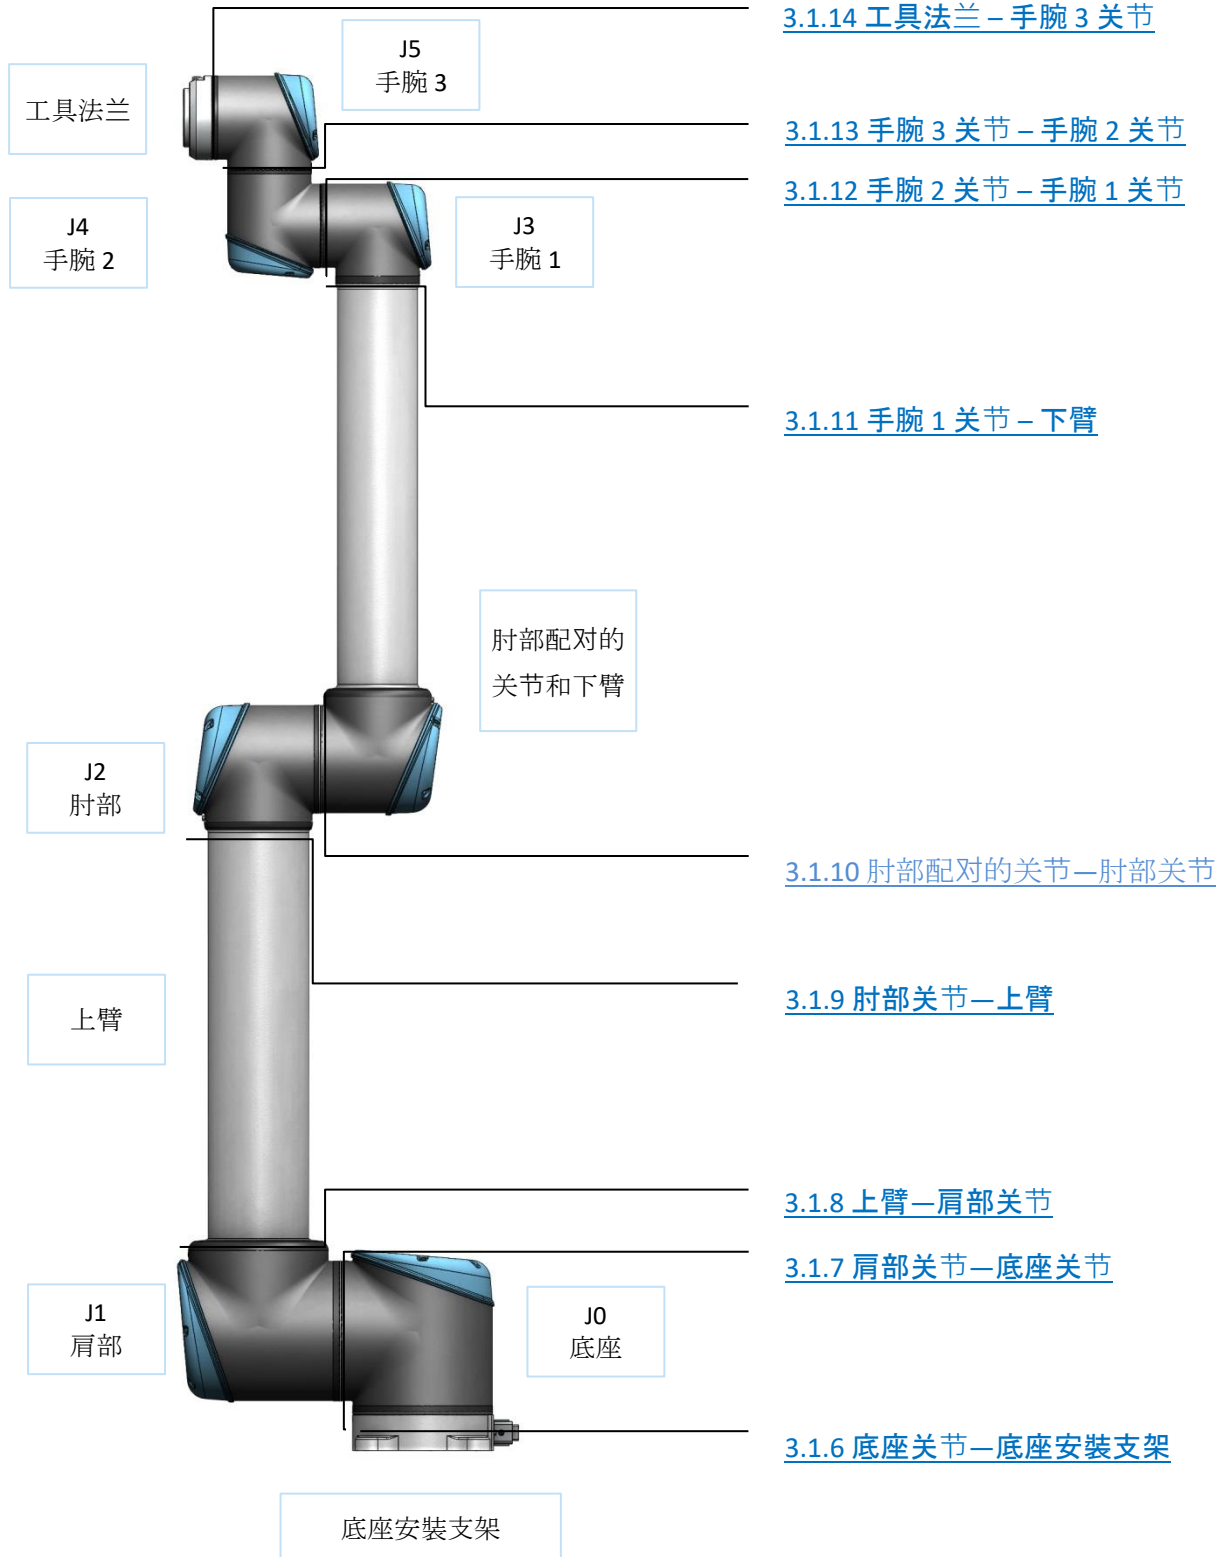 3.1.14 工具法兰 – 手腕 3 关节
J5
手腕 3
工具法兰
3.1.13 手腕 3 关节 – 手腕 2 关节
3.1.12 手腕 2 关节 – 手腕 1 关节
J4
手腕 2
J3
手腕 1
3.1.11 手腕 1 关节 – 下臂
肘部配对的
关节和下臂
J2
肘部
3.1.10 肘部配对的关节—肘部关节
上臂
3.1.9 肘部关节—上臂
3.1.8 上臂—肩部关节
3.1.7 肩部关节—底座关节
J1
肩部
J0
底座
3.1.6 底座关节—底座安裝支架
底座安裝支架